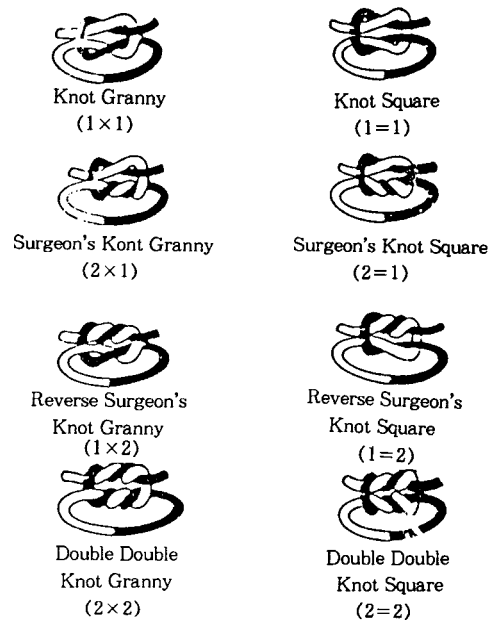 Knot Granny
(1×1)
Knot Square
(1=1)
Surgeon's Kont Granny
(2×1)
Surgeon's Knot Square
(2=1)
Reverse Surgeon's
Knot Granny
(1×2)
Reverse Surgeon's
Knot Square
(1=2)
Double Double
Knot Granny
(2×2)
Double Double
Knot Square
(2=2)